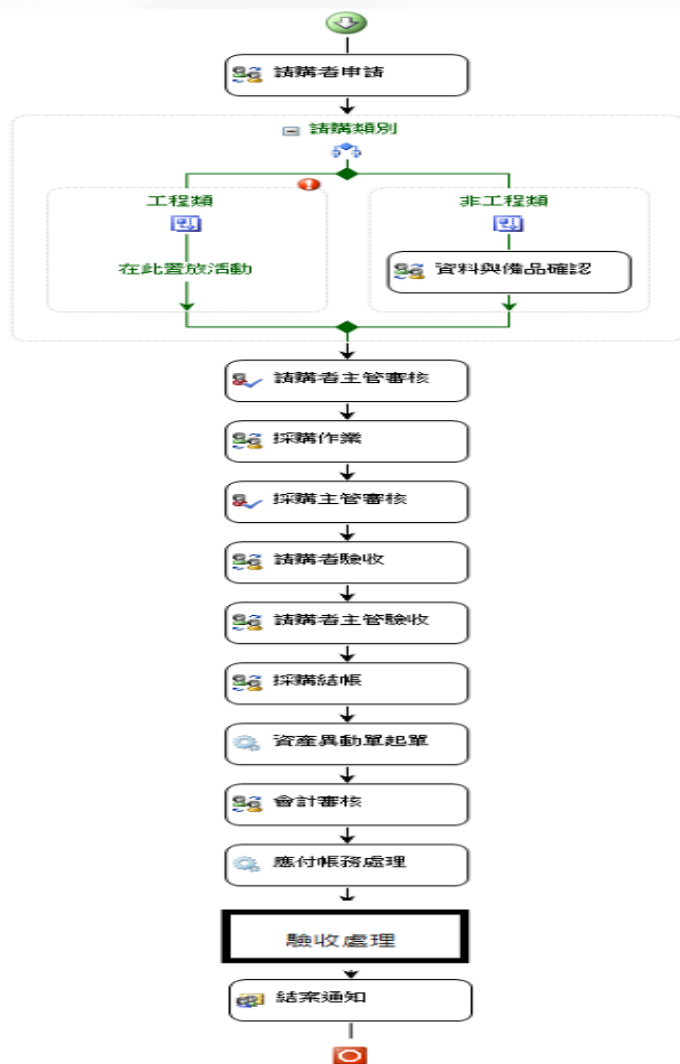 請購者申請
請購類別
工程類
非工程類
在此置放活動
資料與備品確認
請購者主管審核
採購作業
採購主管審核
請購者驗收
請購者主管驗收
採購結帳
資產異動單起單
會計審核
應付帳務處理
驗收處理
結案通知